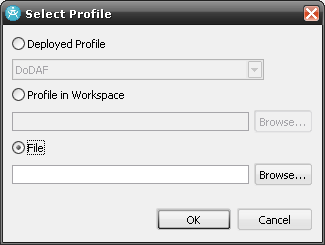 Select Profile
Deployed Profile
DoDAF
Profile in Workspace
Browse...
File
Browse...
OK
Cancel